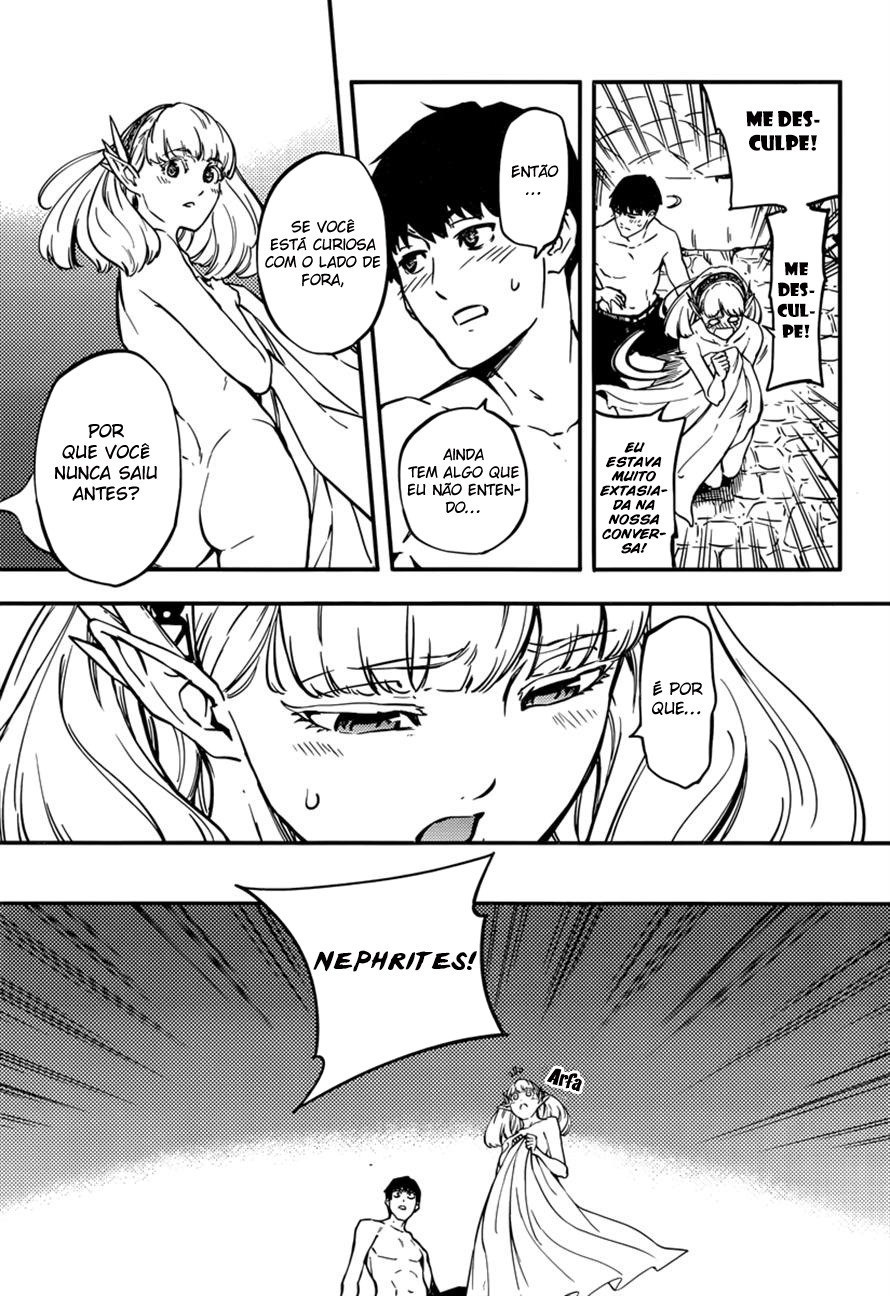 ME DES-
CULPE!
ME
DES-
CUL-
PE!
EU
ESTAVA
MUITO
EXTASIA-
DA NA
NOSSA
CONVER-
SA!
ENTÃO
...
AINDA
TEM ALGO QUE
EU NÃO ENTEN-
DO...
SE VOCÊ
ESTÁ CURIOSA
COM O LADO DE
FORA,
POR
QUE VOCÊ
NUNCA SAIU
ANTES?
É POR
QUE...
NEPHRITES!
Arfa